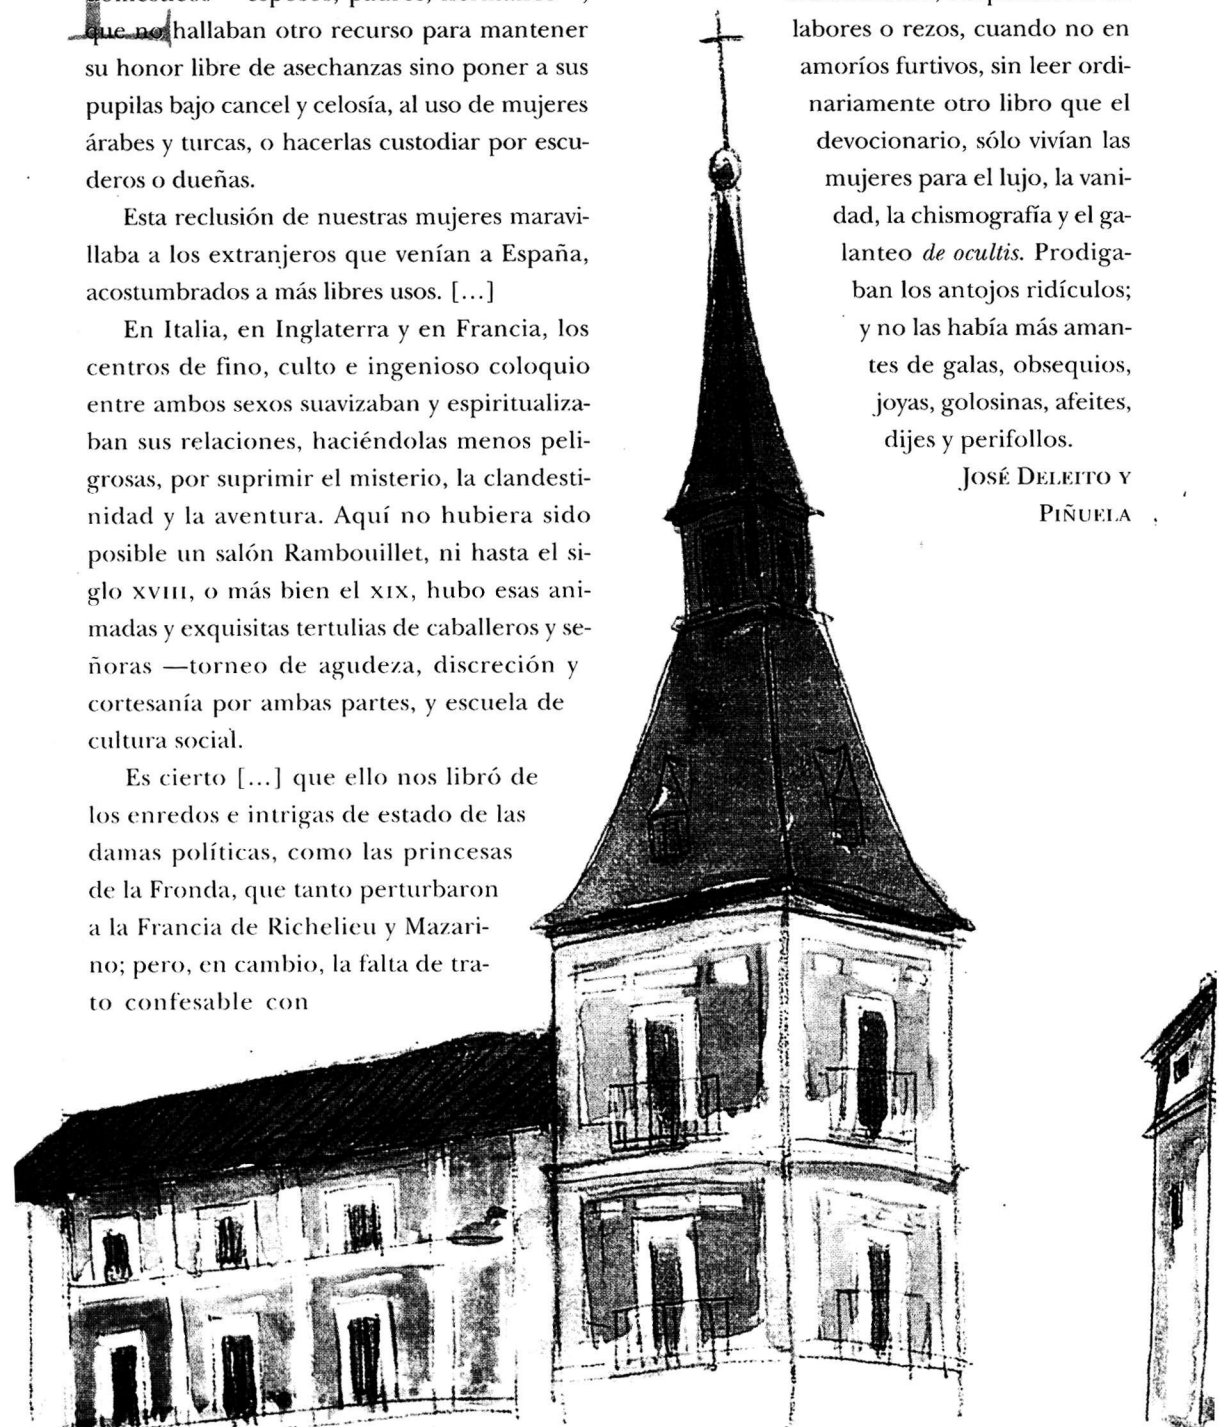 que no hallaban otro recurso para mantener
su honor libre de asechanzas sino poner a sus
pupilas bajo cancel y celosía, al uso de mujeres
árabes y turcas, o hacerlas custodiar por escu-
deros o dueñas.
Esta reclusión de nuestras mujeres maravi-
llaba a los extranjeros que venían a España,
acostumbrados a más libres usos. [...]
En Italia, en Inglaterra y en Francia, los
centros de fino, culto e ingenioso coloquio
entre ambos sexos suavizaban y espiritualiza-
ban sus relaciones, haciéndolas menos peli-
grosas, por suprimir el misterio, la clandesti-
nidad y la aventura. Aquí no hubiera sido
posible un salón Rambouillet, ni hasta el si-
glo XVIII, o más bien el XIX, hubo esas ani-
madas y exquisitas tertulias de caballeros y se-
ñoras —torneo de agudeza, discreción y
cortesanía por ambas partes, y escuela de
cultura social.
Es cierto [...] que ello nos libró de
los enredos e intrigas de estado de las
damas políticas, como las princesas
de la Fronda, que tanto perturbaron
a la Francia de Richelieu y Mazari-
no; pero, en cambio, la falta de tra-
to confesable con
labores o rezos, cuando no en
amoríos furtivos, sin leer ordi-
nariamente otro libro que el
devocionario, sólo vivían las
mujeres para el lujo, la vani-
dad, la chismografía y el ga-
lanteo de ocultis. Prodiga-
ban los antojos ridículos;
y no las había más aman-
tes de galas, obsequios,
joyas, golosinas, afeites,
dijes y perifollos.
JOSÉ DELEITO Y
PIÑUELA